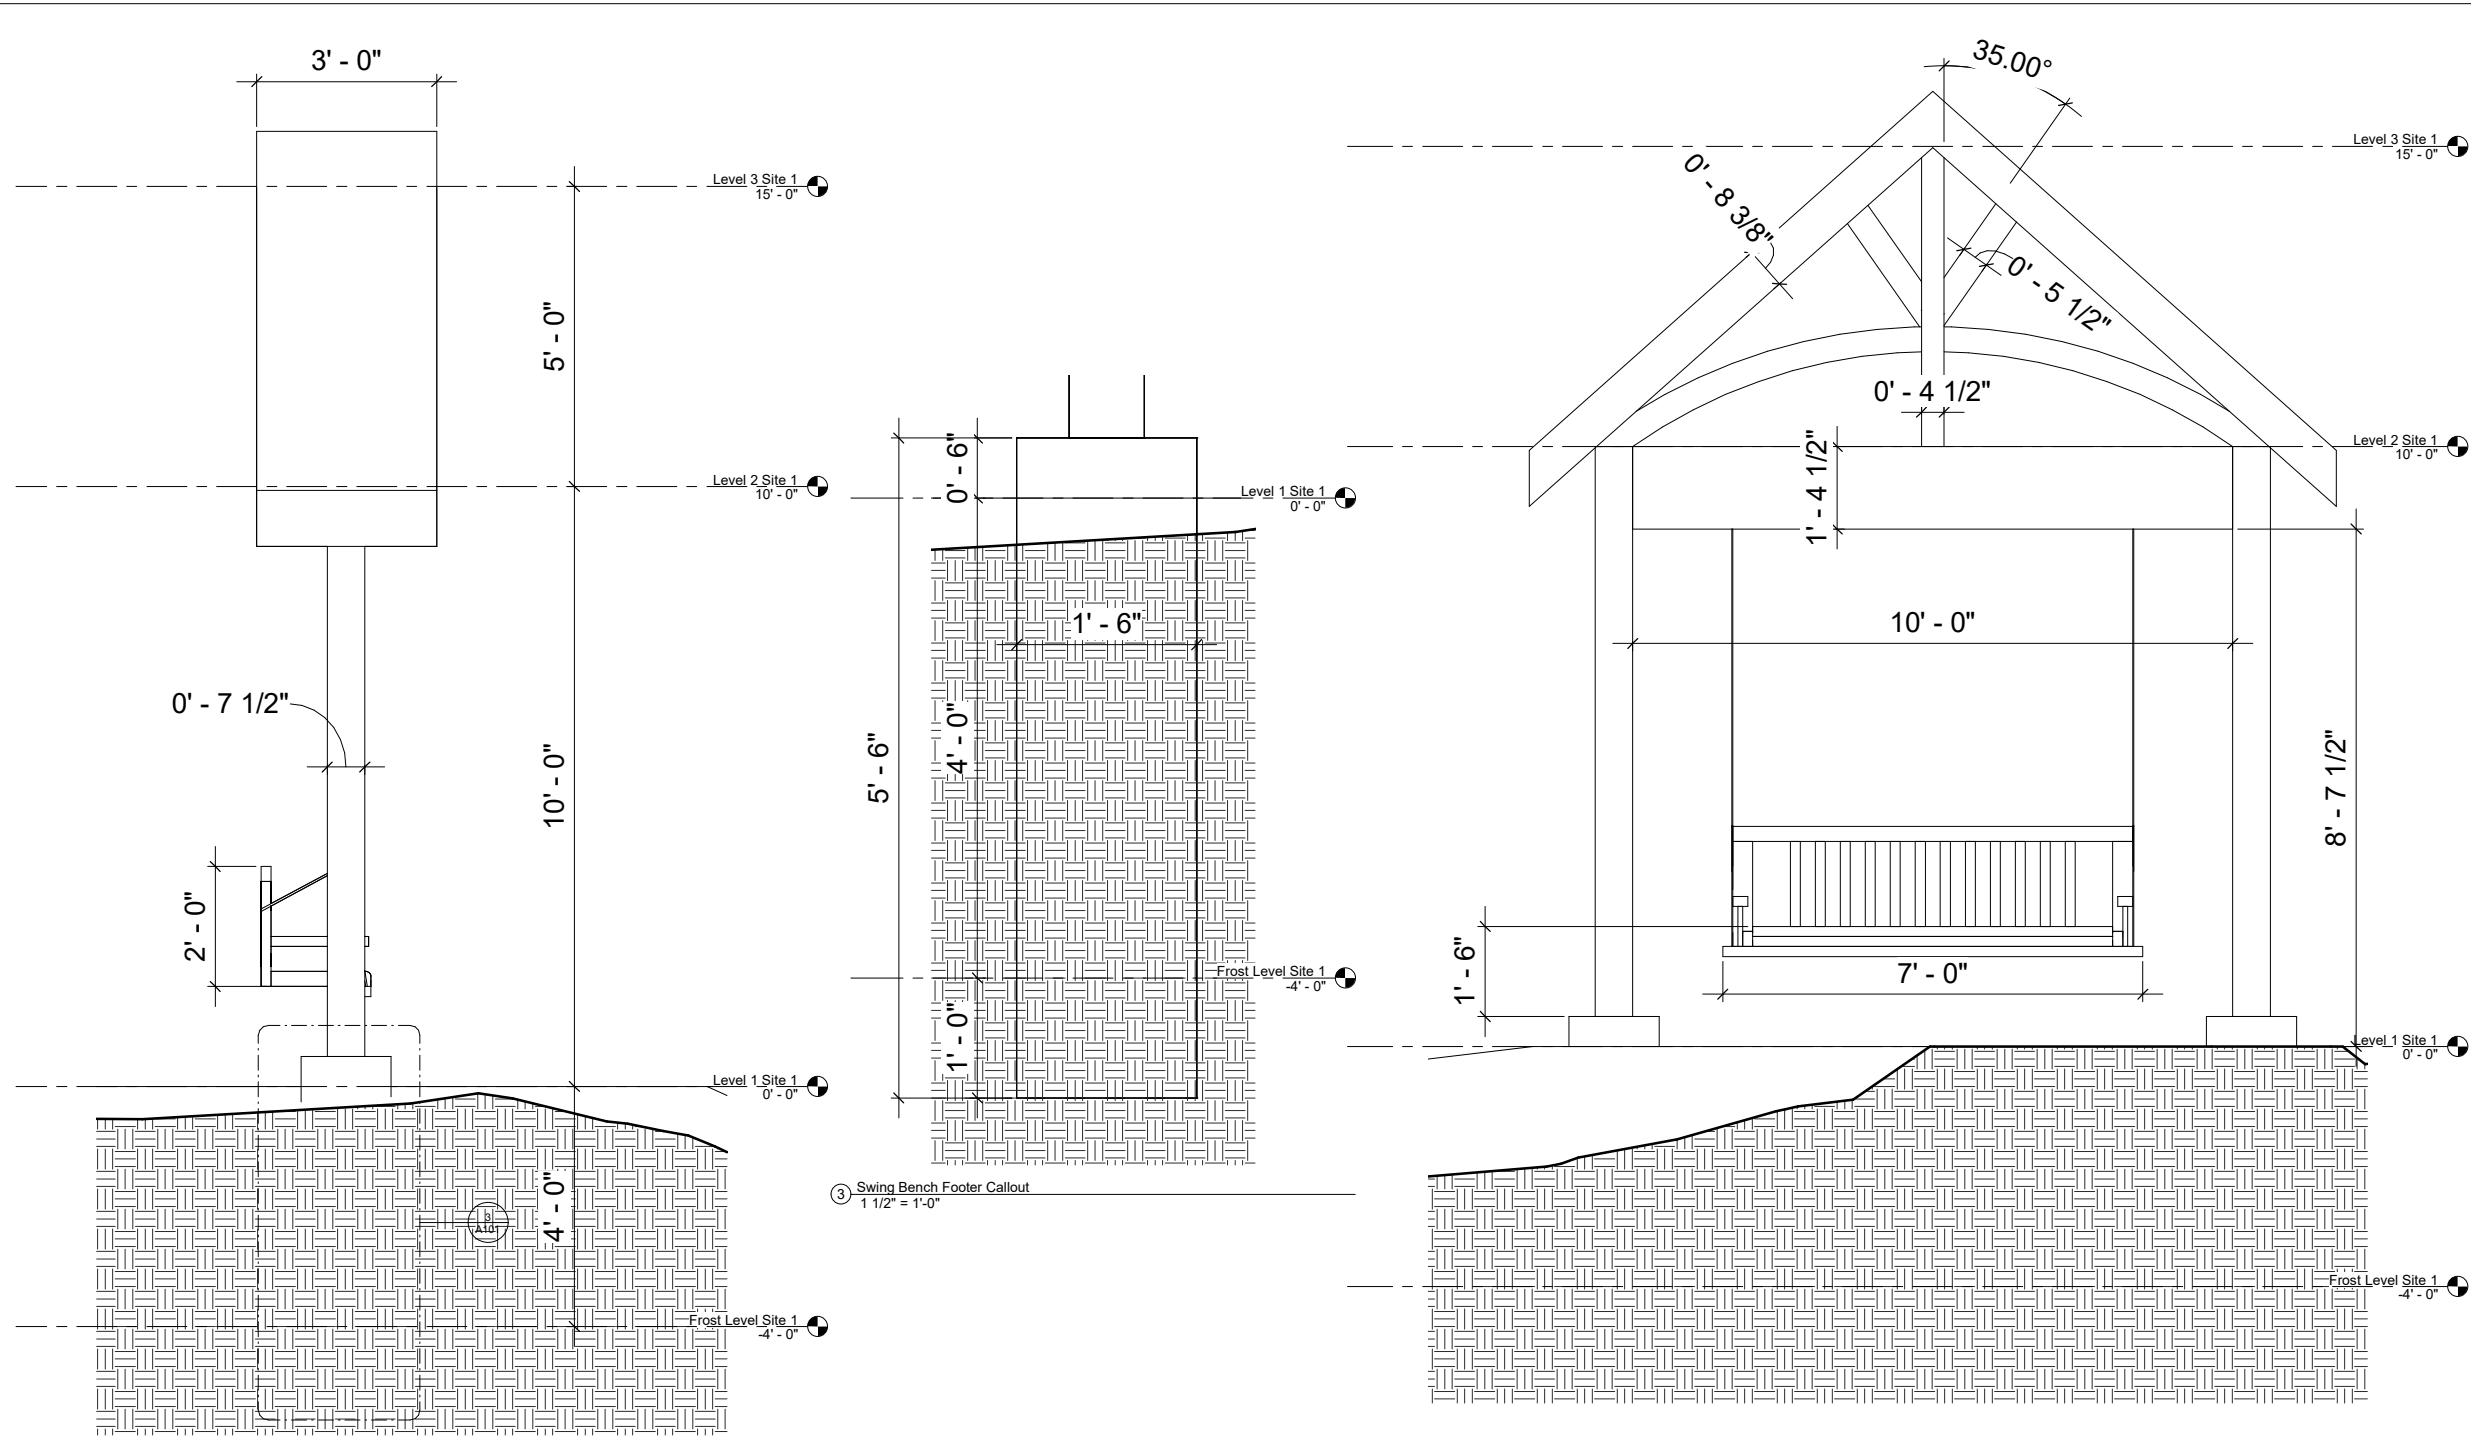 3' - 0"
Level 3 Site 1
15' - 0"
5' - 0"
Level 2 Site 1
10' - 0"
0' - 7 1/2"
10' - 0"
2' - 0"
Level 1 Site 1
0' - 0"
4' - 0"
3
A101
Frost Level Site 1
-4' - 0"
0' - 6"
Level 1 Site 1
0' - 0"
1' - 6"
5' - 6"
4' - 0"
Frost Level Site 1
-4' - 0"
1' - 0"
3
Swing Bench Footer Callout
1 1/2" = 1'-0"
35.00°
Level 3 Site 1
15' - 0"
0' - 8 3/8"
0' - 5 1/2"
0' - 4 1/2"
Level 2 Site 1
10' - 0"
1' - 4 1/2"
10' - 0"
8' - 7 1/2"
1' - 6"
7' - 0"
Level 1 Site 1
0' - 0"
Frost Level Site 1
-4' - 0"